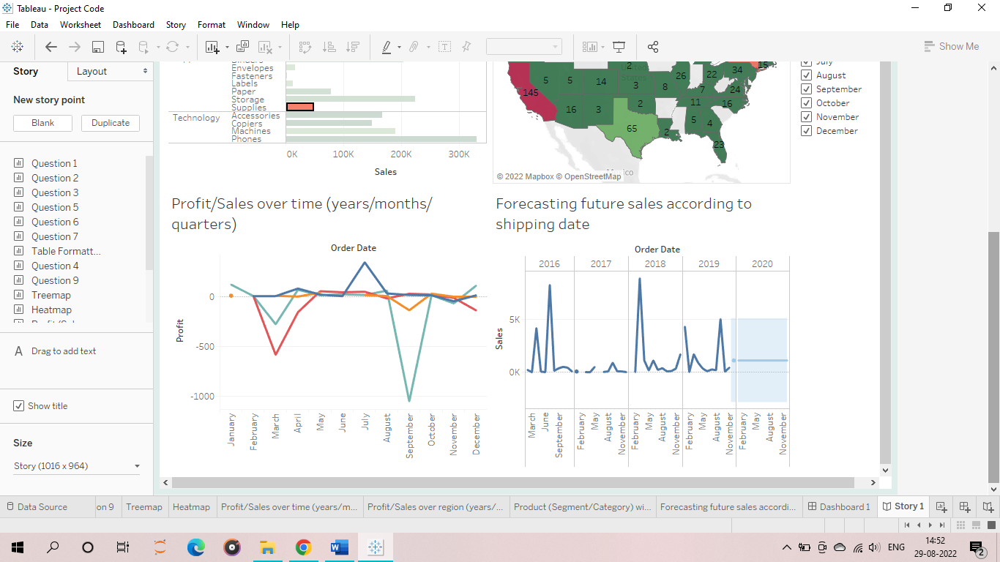 Tableau - Project Code
File Data Worksheet Dashboard Story Format Window Help
Show Me
Story Layout
New story point
Blank Duplicate
Question 1
Question 2
Question 3
Question 5
Question 6
Question 7
Table Formatt...
Question 4
Question 9
Treemap
Heatmap
A Drag to add text
Show title
Size
Story (1016 x 964)
Envelopes
Fasteners
Labels
Paper
Storage
Supplies
Technology Accessories
Copiers
Machines
Phones
0K 100K 200K 300K
Sales
2 15
United
States
5 5 14 3 8 26 22 34
145 7 24
16 3 2 11 16
65 2 5 4
23
Mexico
© 2022 Mapbox © OpenStreetMap
July
August
September
October
November
December
Profit/Sales over time (years/months/
quarters)
Order Date
Profit
0
-500
-1000
January February March April May June July August September October November December
Forecasting future sales according to
shipping date
Order Date
2016 2017 2018 2019 2020
Sales
5K
0K
March June September February May August November February May August November February May August November February May August November
Data Source on 9 Treemap Heatmap Profit/Sales over time (years/m... Profit/Sales over region (years/... Product (Segment/Category) wi... Forecasting future sales accordi... Dashboard 1 Story 1
ENG
14:52
29-08-2022
2